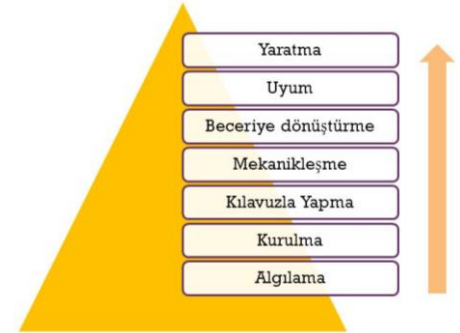 Yaratma
Uyum
Beceriye dönüştürme
Mekanikleşme
Kılavuzla Yapma
Kurulma
Algılama